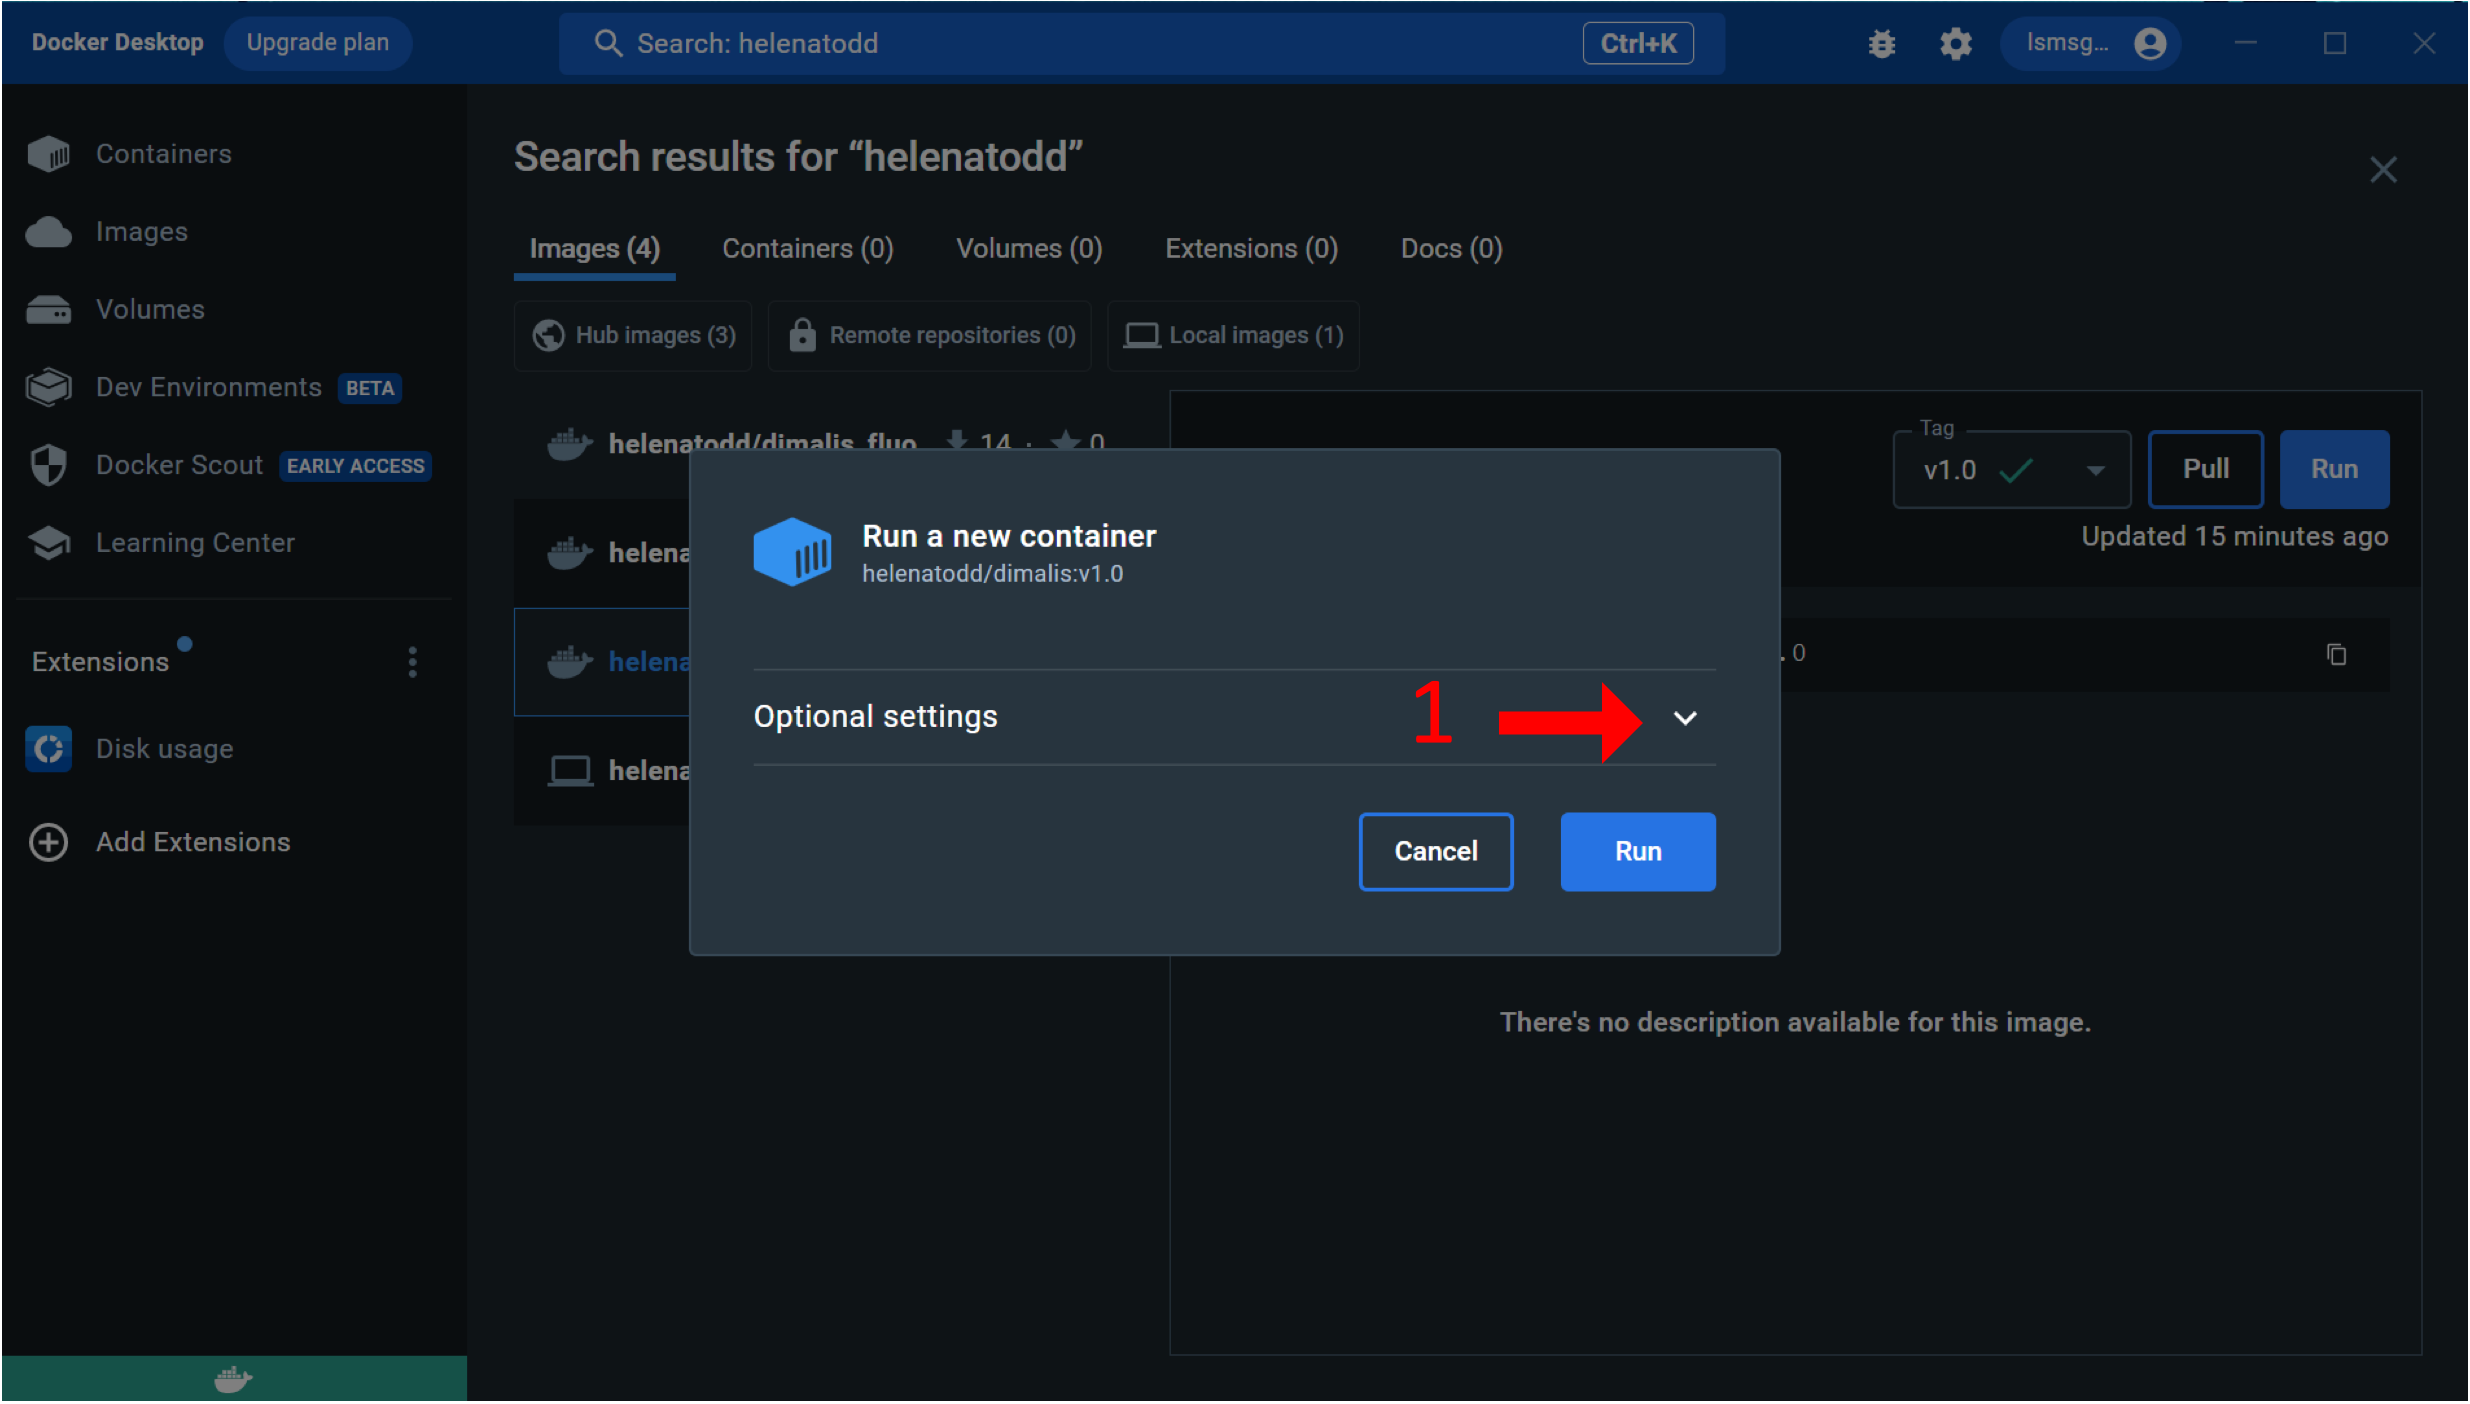 Docker Desktop
Upgrade plan
Search: helenatodd
Ctrl+K
lsmsg...
Containers
Images
Volumes
Dev Environments BETA
Docker Scout EARLY ACCESS
Learning Center
Extensions
Disk usage
Add Extensions
Search results for “helenatodd”
Images (4) Containers (0) Volumes (0) Extensions (0) Docs (0)
Hub images (3) Remote repositories (0) Local images (1)
helenatodd/dimalis_fluo 14 · 0
helena
helena
helena
Tag
v1.0
Pull
Run
Updated 15 minutes ago
.0
There's no description available for this image.
Run a new container
helenatodd/dimalis:v1.0
Optional settings
1
Cancel
Run